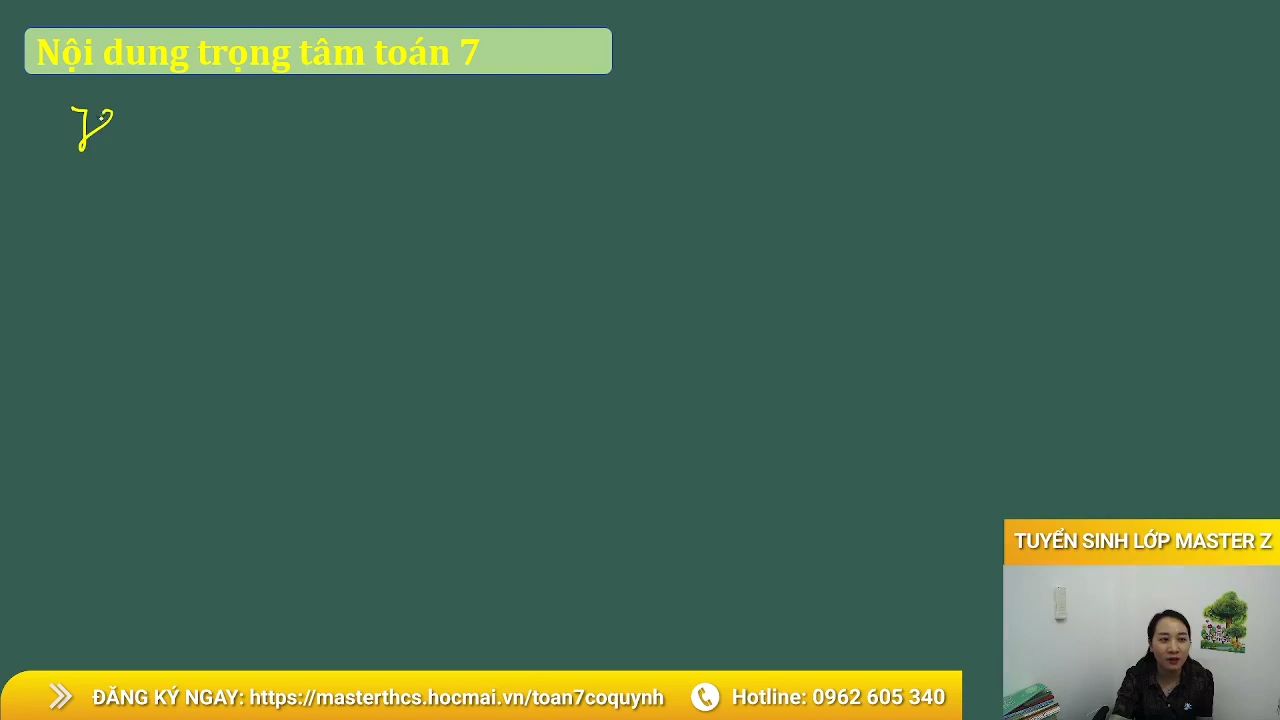 Nội dung trọng tâm toán 7
TUYỂN SINH LỚP MASTER Z
ĐĂNG KÝ NGAY: https://masterthcs.hocmai.vn/toan7coquynh
Hotline: 0962 605 340